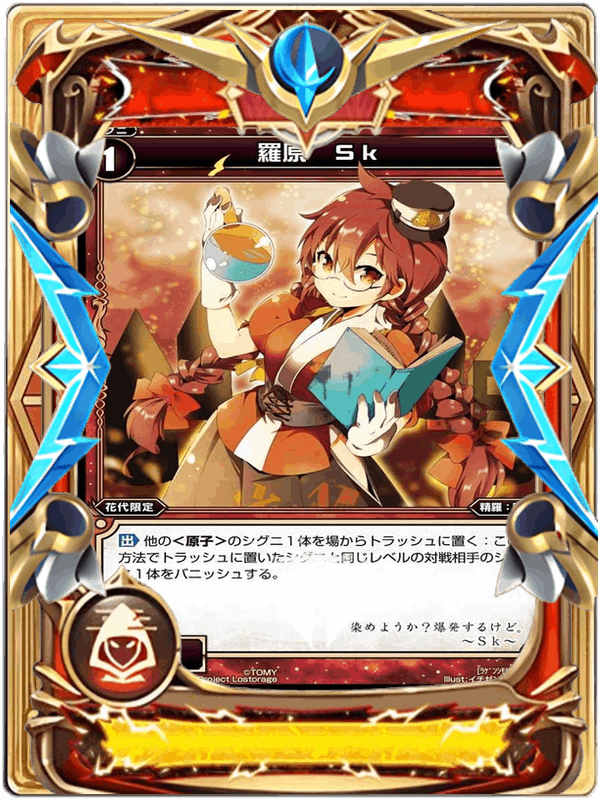 1
羅原 Sk
花代限定
精羅:
出 他の<原子>のシグニ1体を場からトラッシュに置く:こ
方法でトラッシュに置いたシグニと同じレベルの対戦相手のシ
1体をバニッシュする。
染めようか?爆発するけど。
~Sk~
©TOMY
Project Lostorage
Illust:イチゼン